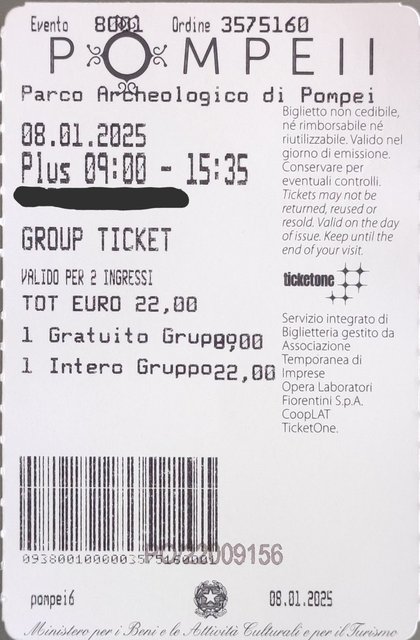 Evento 8001 Ordine 3575160
POMPEII
Parco Archeologico di Pompei
08.01.2025
Plus 09:00 - 15:35
GROUP TICKET
VALIDO PER 2 INGRESSI
TOT EURO 22,00
1 Gratuito Gruppo
1 Intero Gruppo 22,00
Biglietto non cedibile,
né rimborsabile né
riutilizzabile. Valido nel
giorno di emissione.
Conservare per
eventuali controlli.
Tickets may not be
returned, reused or
resold. Valid on the day
of issue. Keep until the
end of your visit.
ticketone
Servizio integrato di
Biglietteria gestito da
Associazione
Temporanea di
Imprese
Opera Laboratori
Fiorentini S.p.A.
CoopLAT
TicketOne.
pompei6 08.01.2025
Ministero per i Beni e le Attività Culturali e per il Turismo